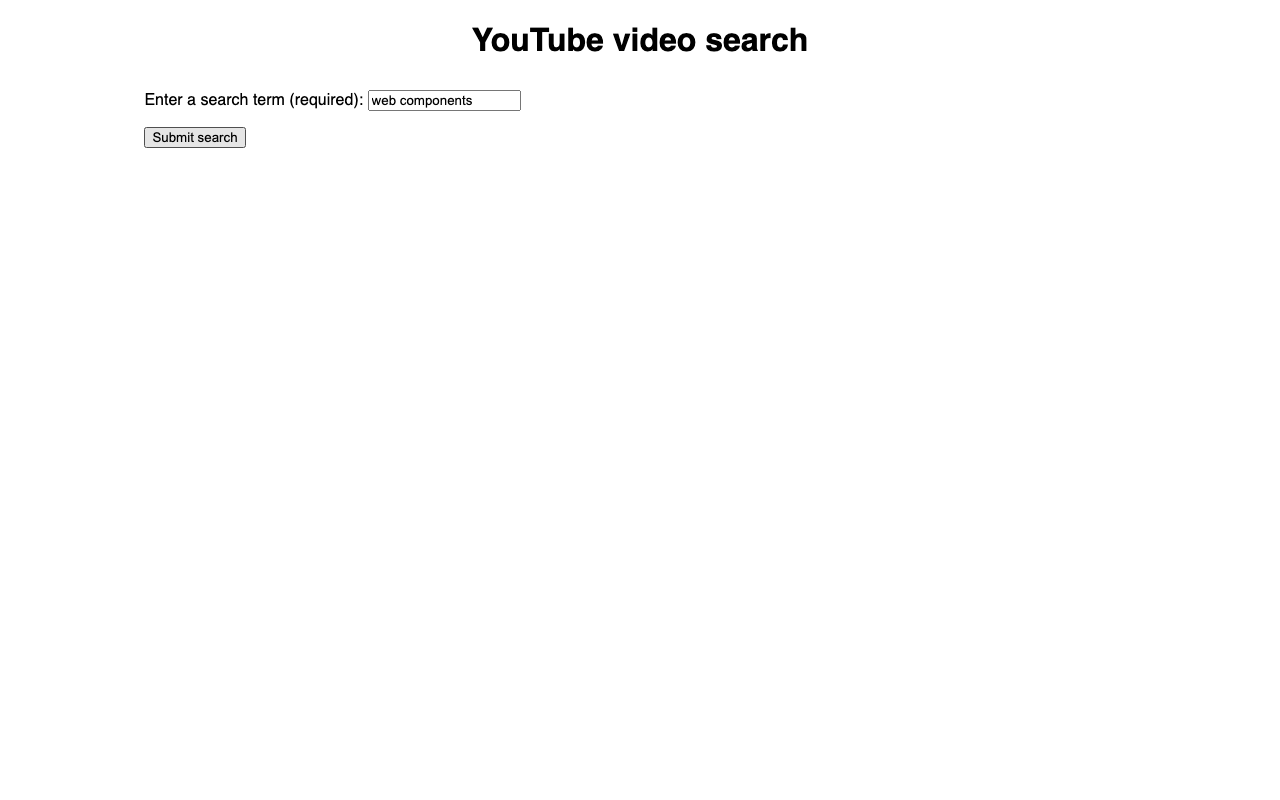 YouTube video search
Enter a search term (required): web components
Submit search